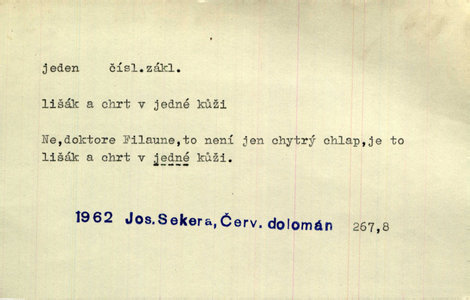 jeden čísl.zákl.
lišák a chrt v jedné kůži
Ne,doktore Filaune,to není jen chytrý chlap,je to
lišák a chrt v jedné kůži.
1962 Jos. Sekera, Červ. dolomán 267,8